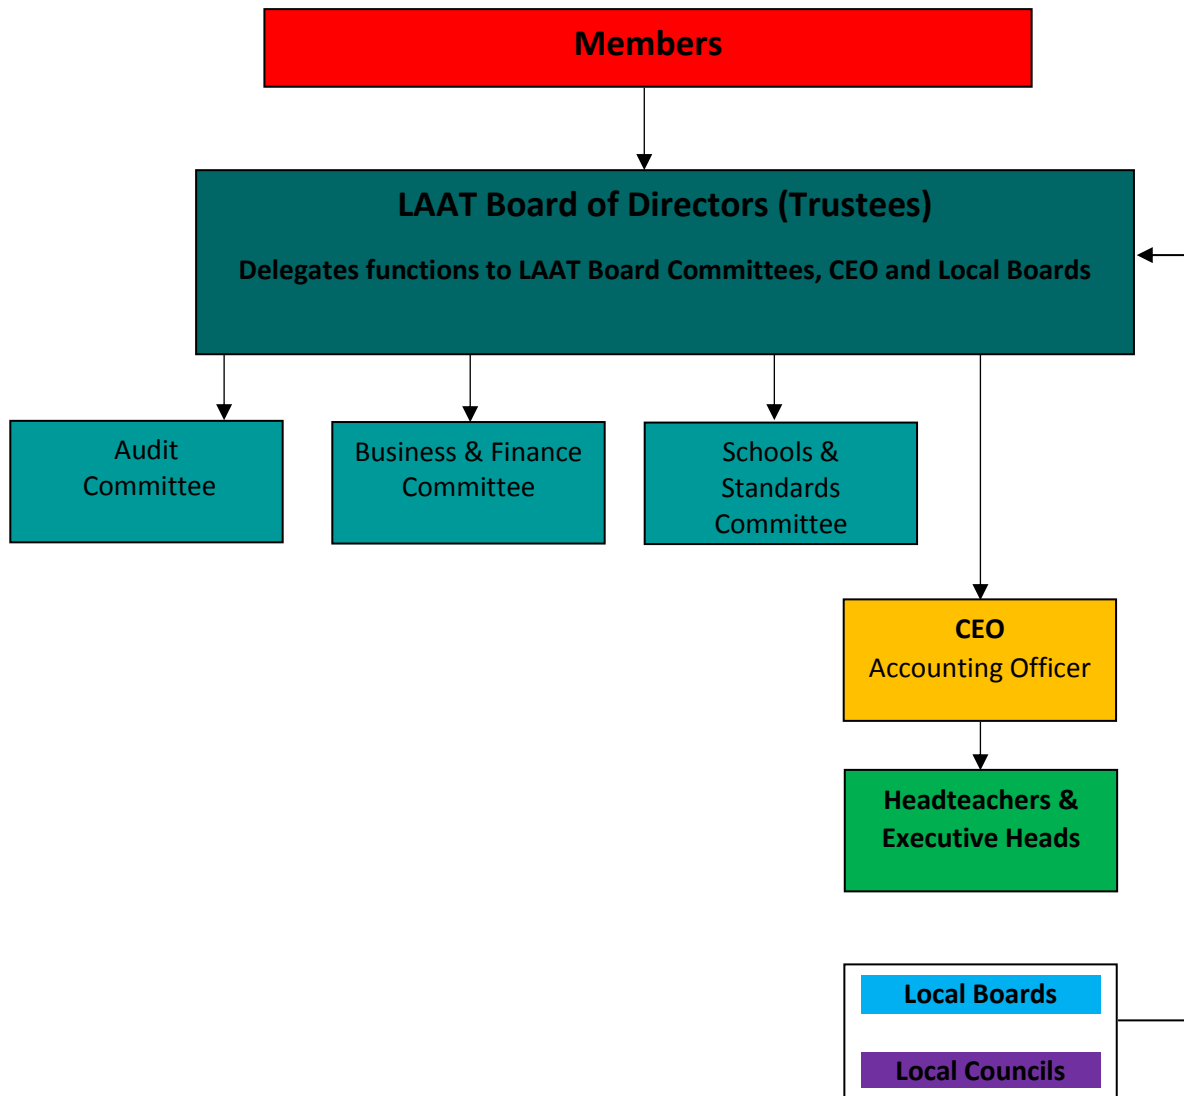 Members
LAAT Board of Directors (Trustees)
Delegates functions to LAAT Board Committees, CEO and Local Boards
Audit
Committee
Business & Finance
Committee
Schools &
Standards
Committee
CEO
Accounting Officer
Headteachers &
Executive Heads
Local Boards
Local Councils